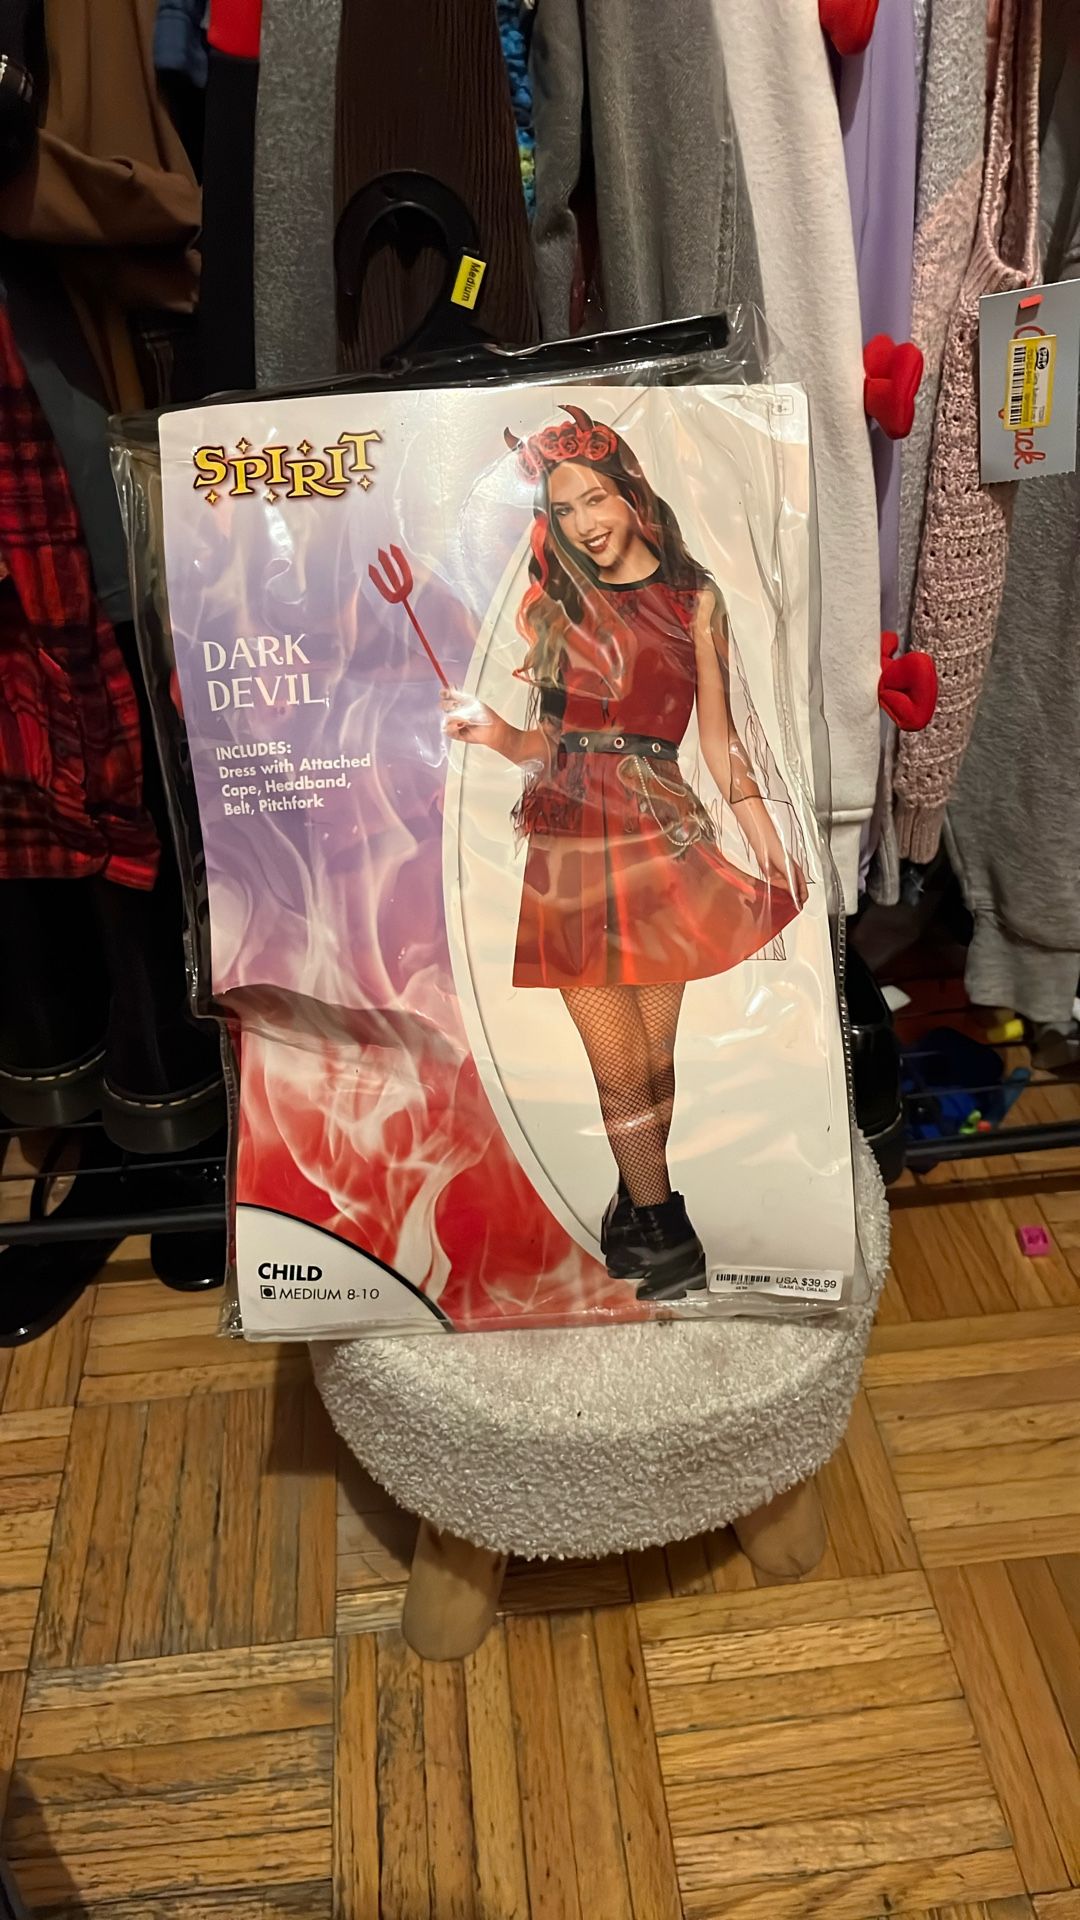 Medium
SPIRIT
8+
DARK
DEVIL
INCLUDES:
Dress with Attached
Cape, Headband,
Belt, Pitchfork
CHILD
MEDIUM 8-10
USA $39.99